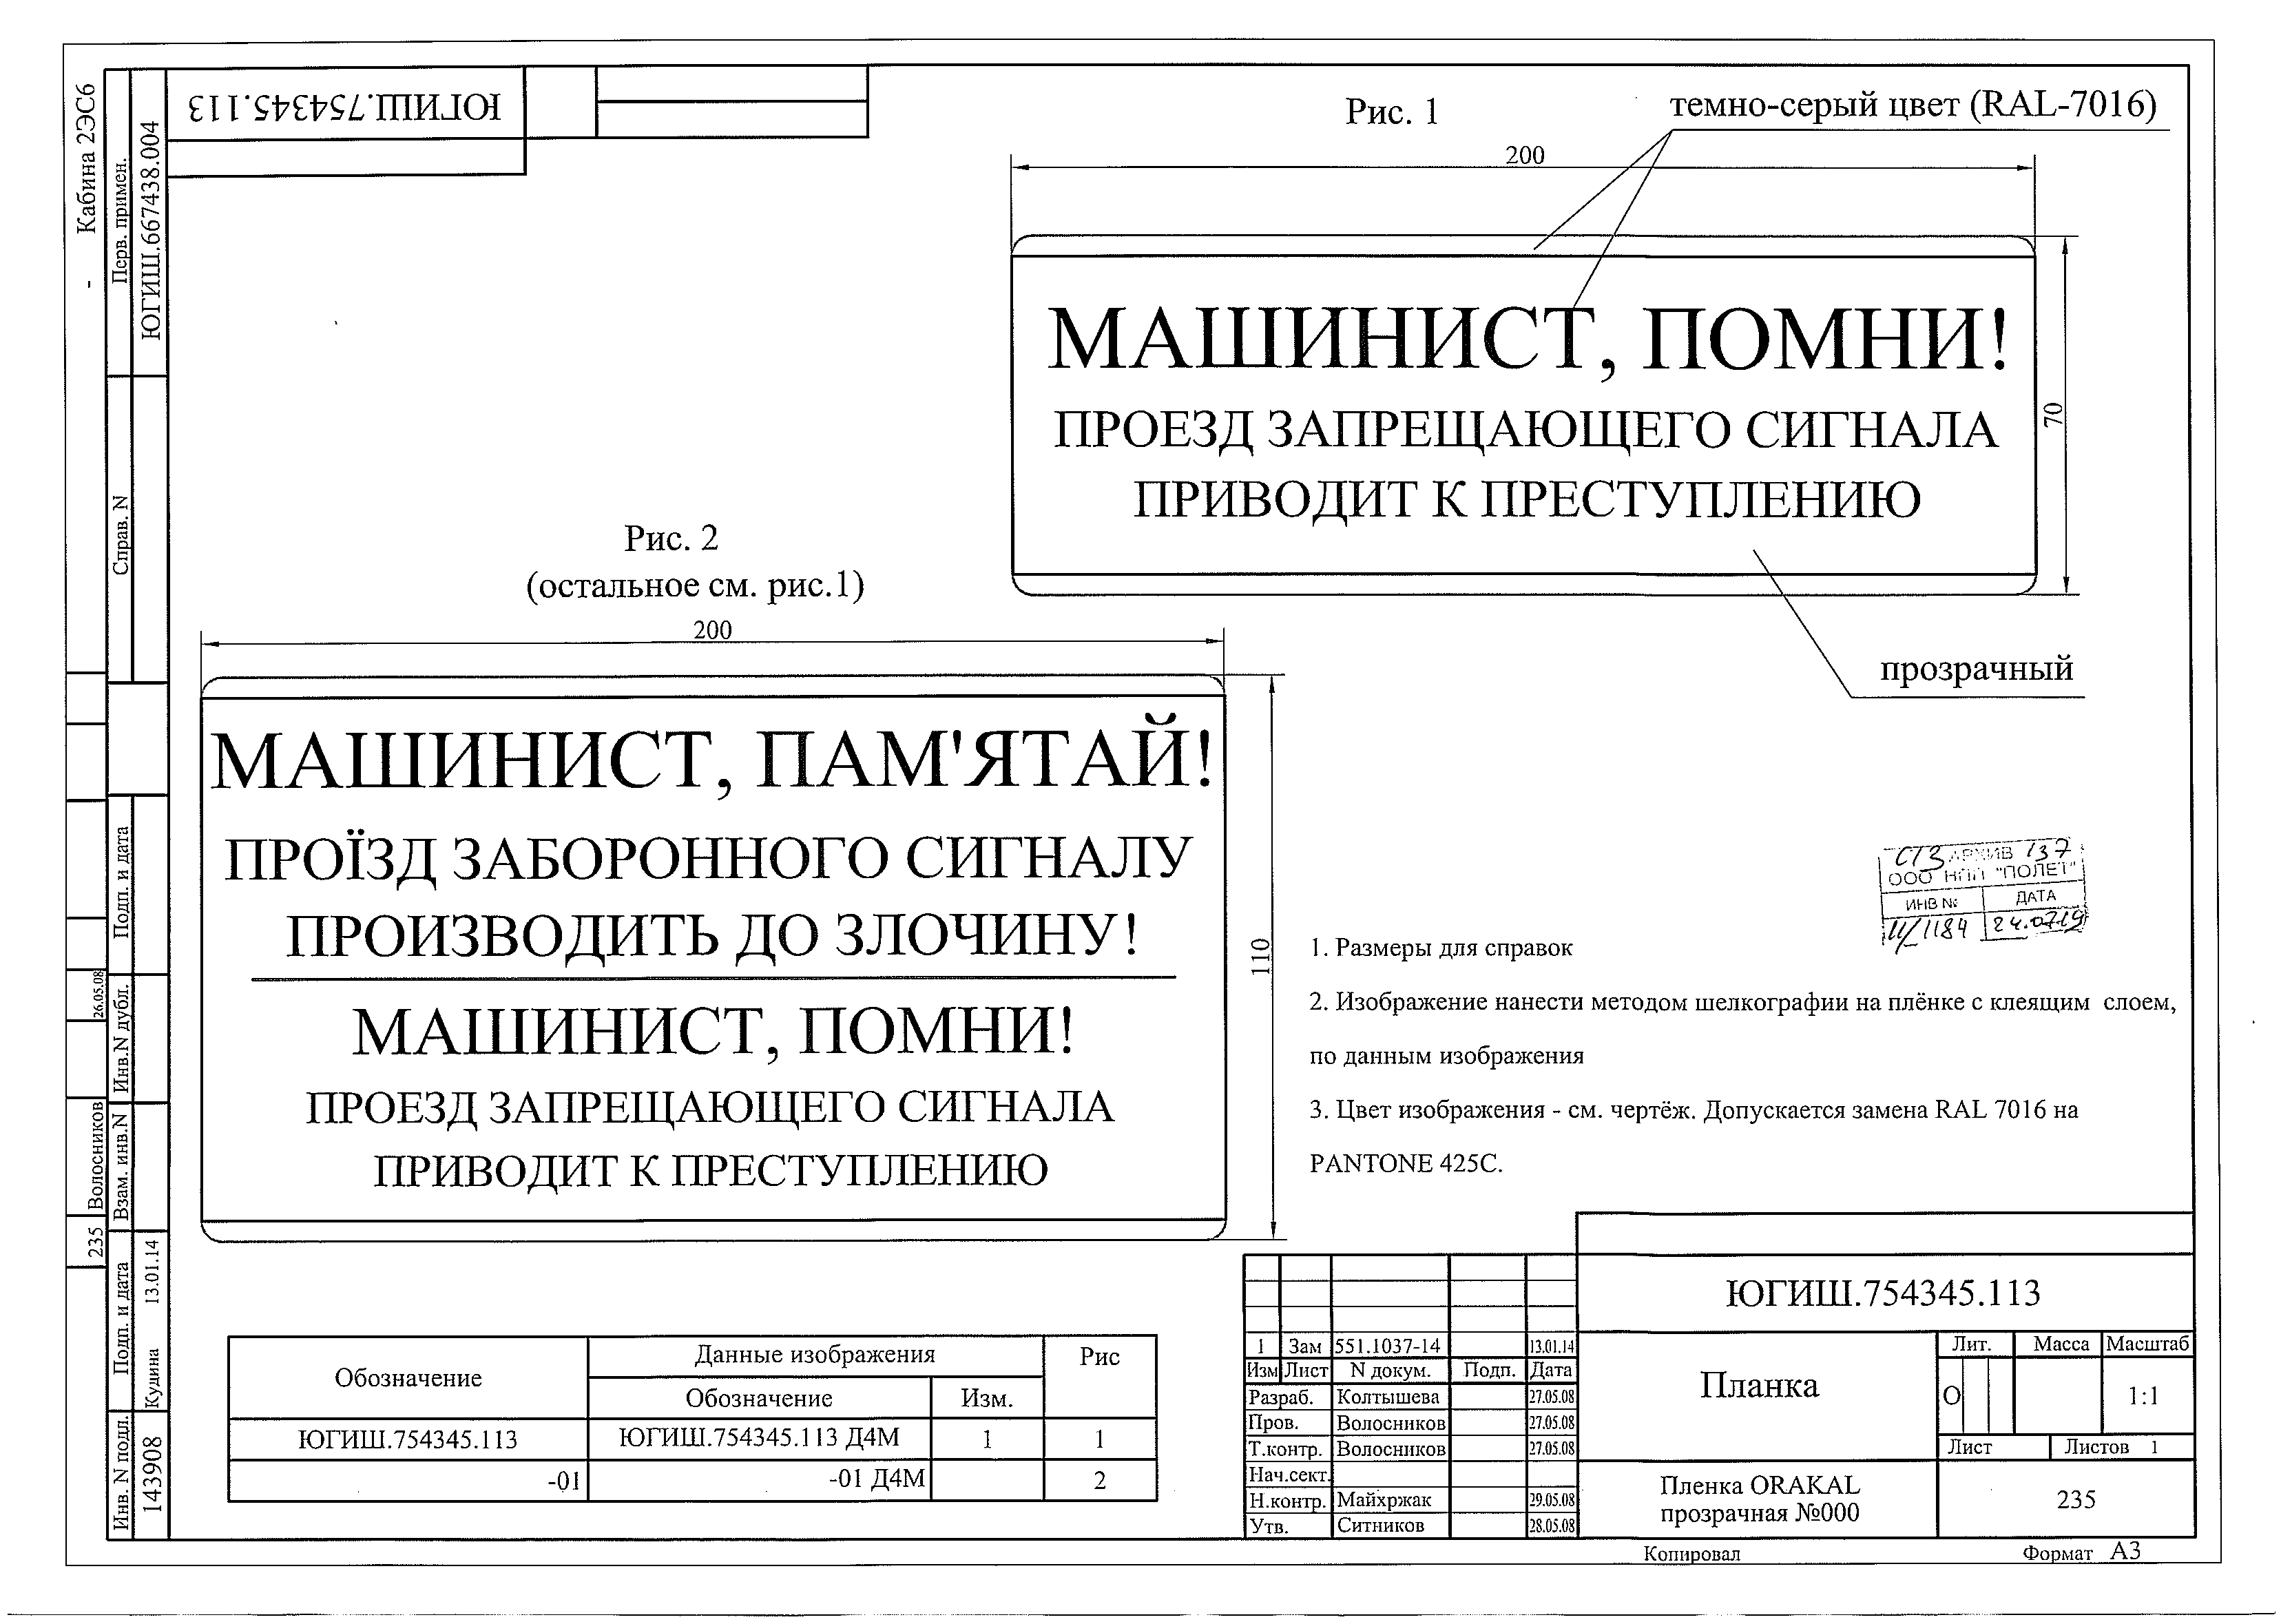 Кабина 2ЭС6
Перв. примен.
ЮГИШ.667438.004
Справ. N
ЮГИШ.754345.113
Рис. 1
темно-серый цвет (RAL-7016)
200
МАШИНИСТ, ПОМНИ!
ПРОЕЗД ЗАПРЕЩАЮЩЕГО СИГНАЛА
ПРИВОДИТ К ПРЕСТУПЛЕНИЮ
70
прозрачный
Рис. 2
(остальное см. рис.1)
200
МАШИНИСТ, ПАМ'ЯТАЙ!
ПРОЇЗД ЗАБОРОННОГО СИГНАЛУ
ПРОИЗВОДИТЬ ДО ЗЛОЧИНУ!
МАШИНИСТ, ПОМНИ!
ПРОЕЗД ЗАПРЕЩАЮЩЕГО СИГНАЛА
ПРИВОДИТ К ПРЕСТУПЛЕНИЮ
110
СТЗ АРХИВ 137
ООО НПП "ПОЛЕТ"
ИНВ № ДАТА
11/1184 24.0719
1. Размеры для справок
2. Изображение нанести методом шелкографии на плёнке с клеящим слоем,
по данным изображения
3. Цвет изображения - см. чертёж. Допускается замена RAL 7016 на
PANTONE 425C.
Подп. и дата
Инв.N дубл.
Взам. инв.N
Подп. и дата
Кудина 13.01.14
Инв. N подл.
143908
26.05.08
Волосников
235
Обозначение Данные изображения Рис
Обозначение Изм.
ЮГИШ.754345.113 ЮГИШ.754345.113 Д4М 1 1
-01 -01 Д4М 2
ЮГИШ.754345.113
1 Зам 551.1037-14 13.01.14
Изм Лист N докум. Подп. Дата
Разраб. Колтышева 27.05.08
Пров. Волосников 27.05.08
Т.контр. Волосников 27.05.08
Нач.сект.
Н.контр. Майхржак 29.05.08
Утв. Ситников 28.05.08
Планка
Лит. Масса Масштаб
О 1:1
Лист Листов 1
Пленка ORAKAL
прозрачная №000
235
Копировал Формат А3